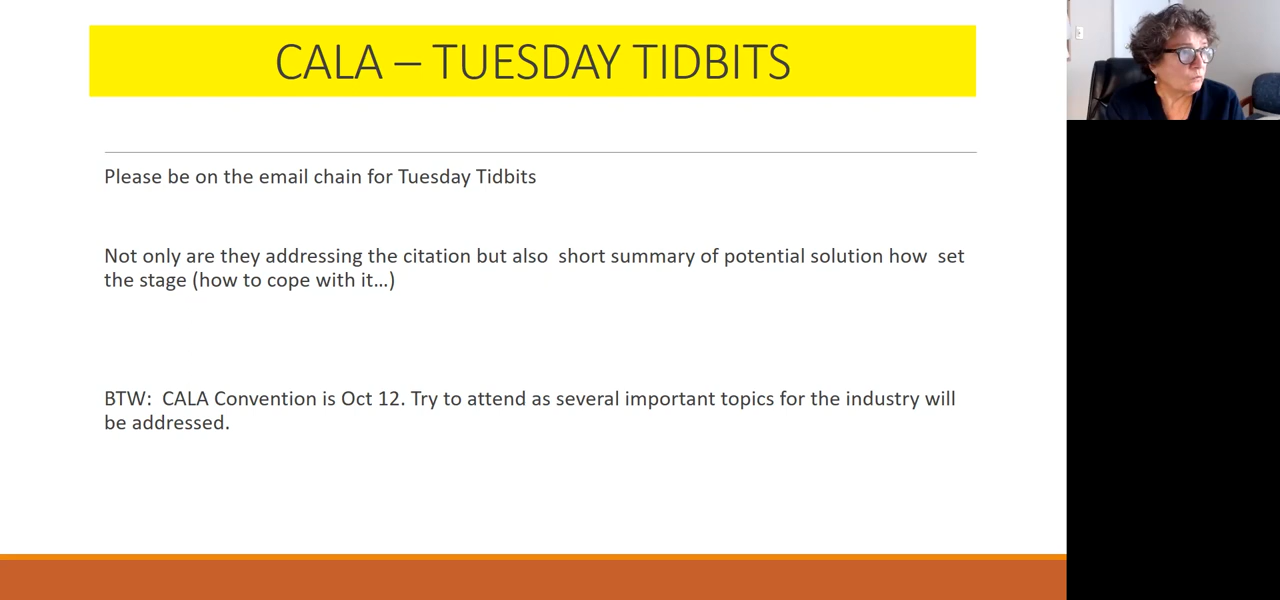 CALA – TUESDAY TIDBITS
Please be on the email chain for Tuesday Tidbits
Not only are they addressing the citation but also  short summary of potential solution how  set
the stage (how to cope with it…)
BTW:  CALA Convention is Oct 12. Try to attend as several important topics for the industry will
be addressed.